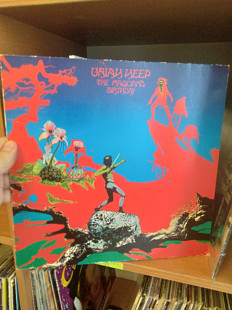 URIAH HEEP
THE MAGICIAN'S
BIRTHDAY